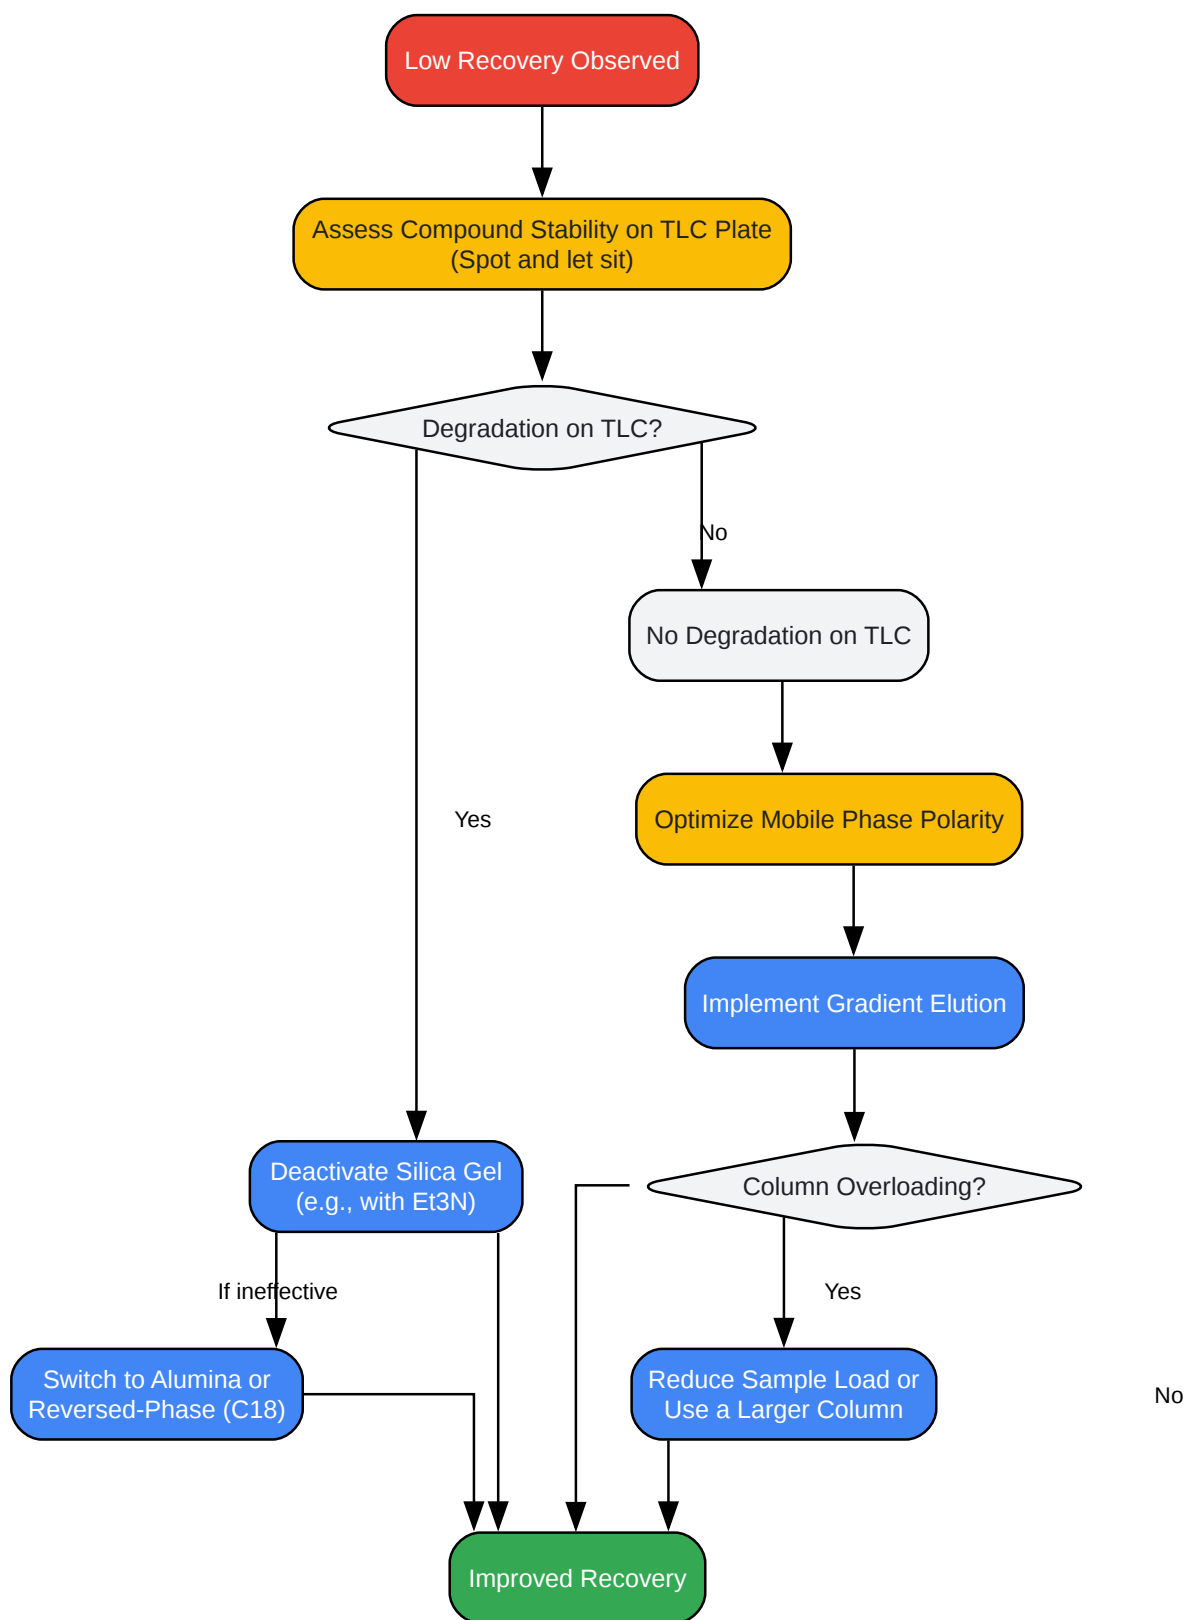 Low Recovery Observed
Assess Compound Stability on TLC Plate
(Spot and let sit)
Degradation on TLC?
No
No Degradation on TLC
Yes
Optimize Mobile Phase Polarity
Implement Gradient Elution
Deactivate Silica Gel
(e.g., with Et3N)
Column Overloading?
If ineffective
Yes
Switch to Alumina or
Reversed-Phase (C18)
Reduce Sample Load or
Use a Larger Column
No
Improved Recovery